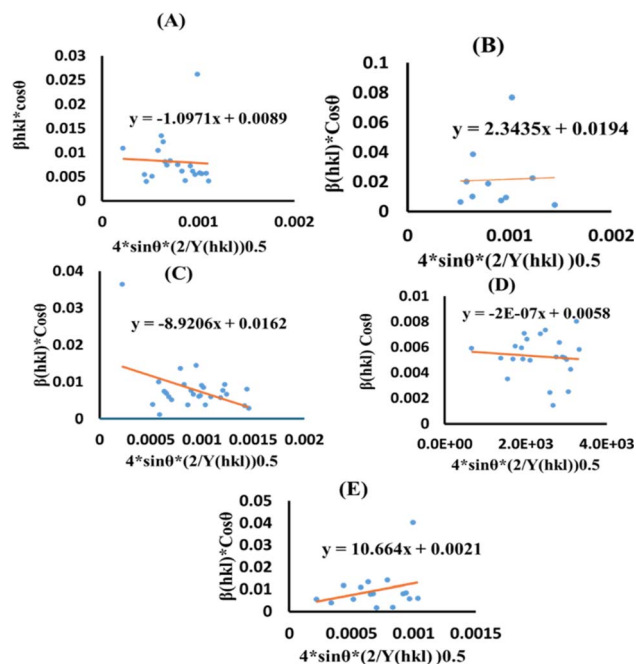 (A)
βhkl*cosθ
0.03
0.025
0.02
0.015
0.01
0.005
0
y = -1.0971x + 0.0089
0 0.001 0.002
4*sinθ*(2/Y(hkl))0.5
(B)
β(hkl)*Cosθ
0.1
0.08
0.06
0.04
0.02
0
y = 2.3435x + 0.0194
0 0.001 0.002
4*sinθ*(2/Y(hkl))0.5
(C)
β(hkl)*Cosθ
0.04
0.03
0.02
0.01
0
y = -8.9206x + 0.0162
0 0.0005 0.001 0.0015 0.002
4*sinθ*(2/Y(hkl))0.5
(D)
β(hkl) Cosθ
0.01
0.008
0.006
0.004
0.002
0
y = -2E-07x + 0.0058
0.0E+00 2.0E+03 4.0E+03
4*sinθ*(2/Y(hkl))0.5
(E)
β(hkl)*Cosθ
0.05
0.04
0.03
0.02
0.01
0
y = 10.664x + 0.0021
0 0.0005 0.001 0.0015
4*sinθ*(2/Y(hkl))0.5